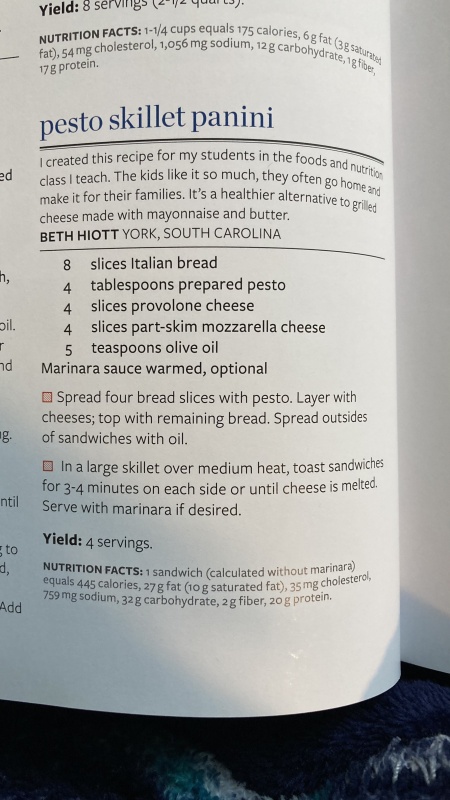 Yield: 8 servings (2-1/2 quarts).
NUTRITION FACTS: 1-1/4 cups equals 175 calories, 6 g fat (3 g saturated
fat), 54 mg cholesterol, 1,056 mg sodium, 12 g carbohydrate, 1 g fiber,
17 g protein.
pesto skillet panini
I created this recipe for my students in the foods and nutrition
class I teach. The kids like it so much, they often go home and
make it for their families. It's a healthier alternative to grilled
cheese made with mayonnaise and butter.
BETH HIOTT YORK, SOUTH CAROLINA
8 slices Italian bread
4 tablespoons prepared pesto
4 slices provolone cheese
4 slices part-skim mozzarella cheese
5 teaspoons olive oil
Marinara sauce warmed, optional
Spread four bread slices with pesto. Layer with
cheeses; top with remaining bread. Spread outsides
of sandwiches with oil.
In a large skillet over medium heat, toast sandwiches
for 3-4 minutes on each side or until cheese is melted.
Serve with marinara if desired.
Yield: 4 servings.
NUTRITION FACTS: 1 sandwich (calculated without marinara)
equals 445 calories, 27 g fat (10 g saturated fat), 35 mg cholesterol,
759 mg sodium, 32 g carbohydrate, 2 g fiber, 20 g protein.
oil.
to
Add